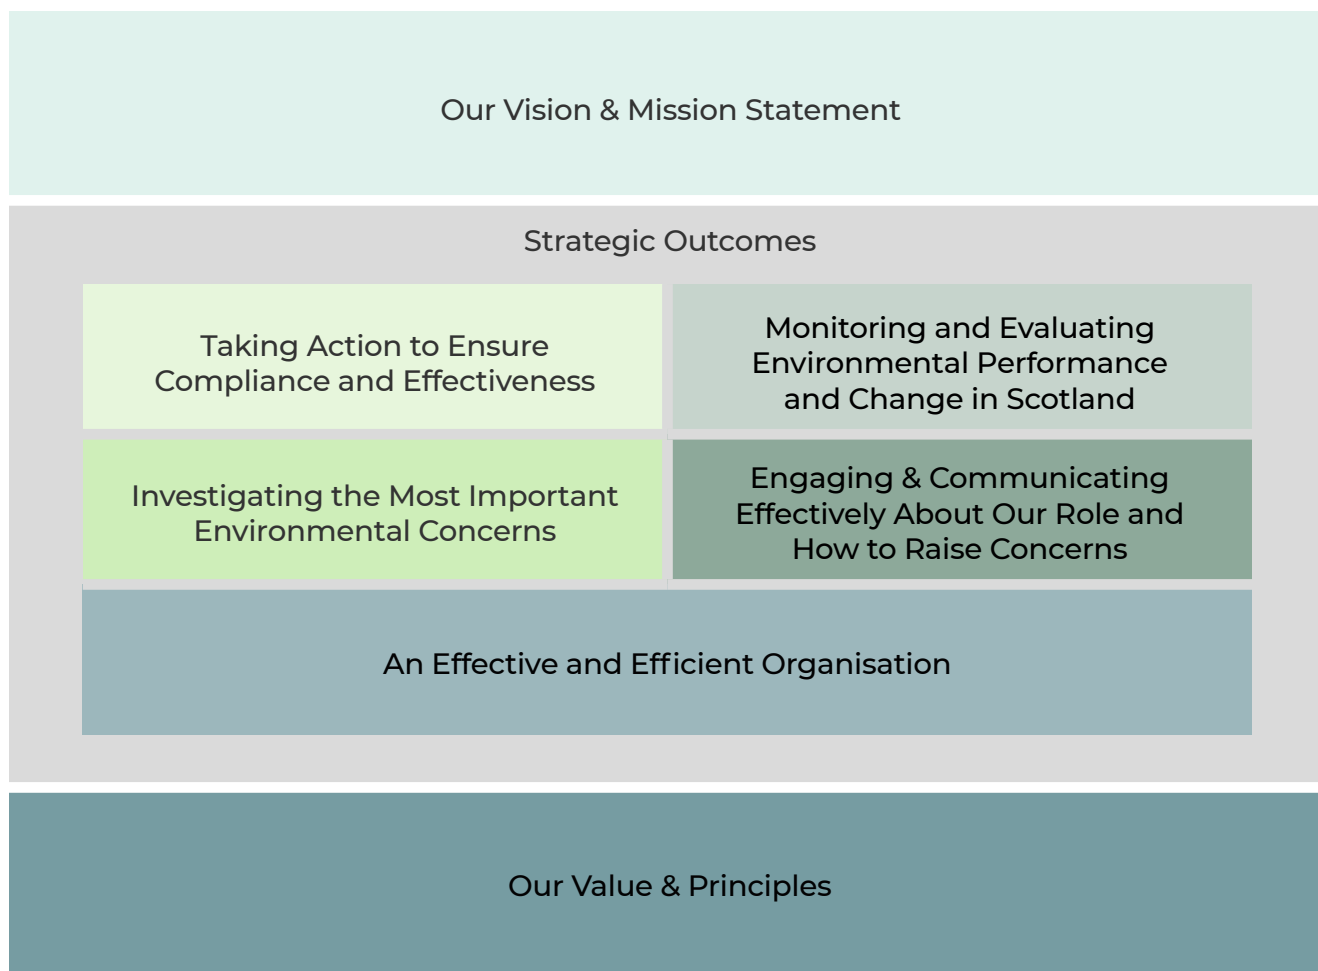 Our Vision & Mission Statement
Strategic Outcomes
Taking Action to Ensure
Compliance and Effectiveness
Monitoring and Evaluating
Environmental Performance
and Change in Scotland
Investigating the Most Important
Environmental Concerns
Engaging & Communicating
Effectively About Our Role and
How to Raise Concerns
An Effective and Efficient Organisation
Our Value & Principles